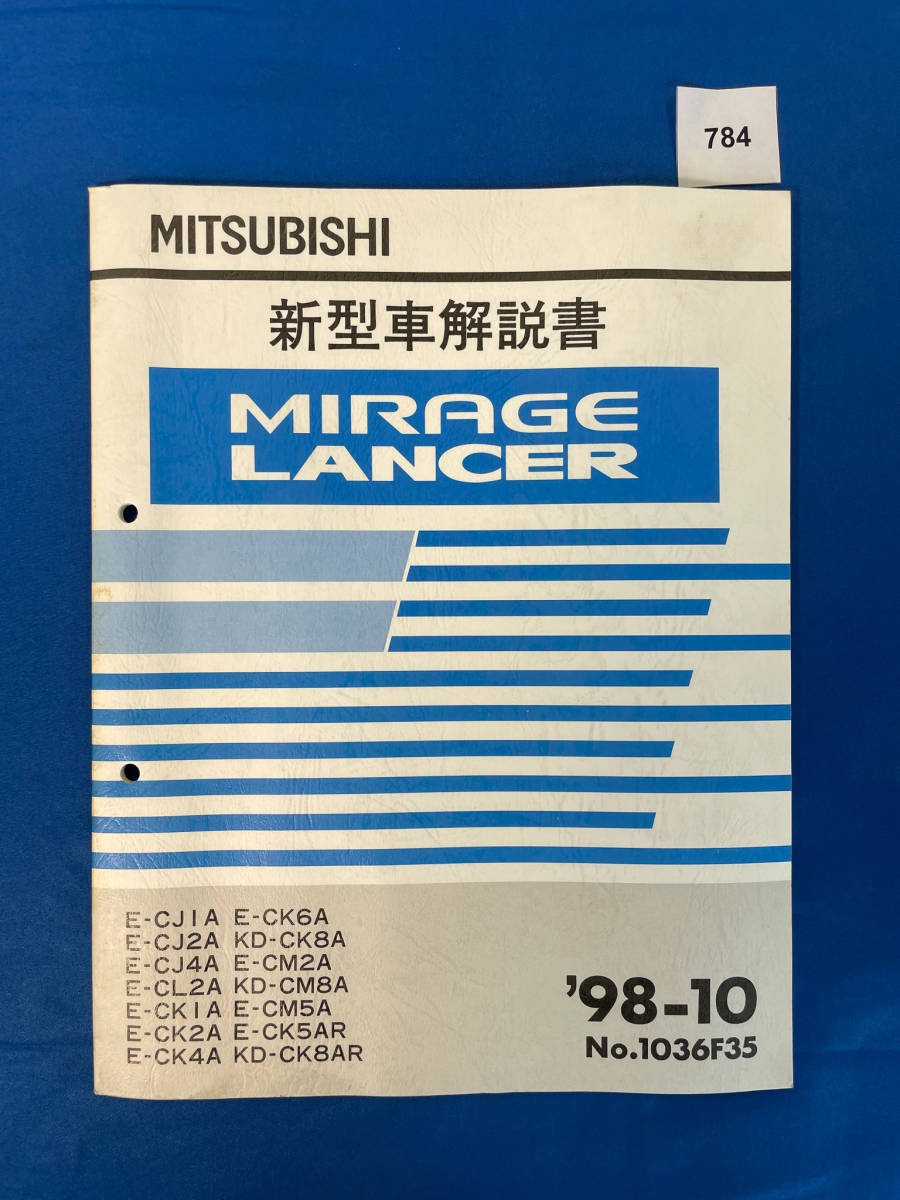 784
MITSUBISHI
新型車解説書
MIRAGE
LANCER
E-CJ1A E-CK6A
E-CJ2A KD-CK8A
E-CJ4A E-CM2A
E-CL2A KD-CM8A
E-CK1A E-CM5A
E-CK2A E-CK5AR
E-CK4A KD-CK8AR
'98-10
No.1036F35